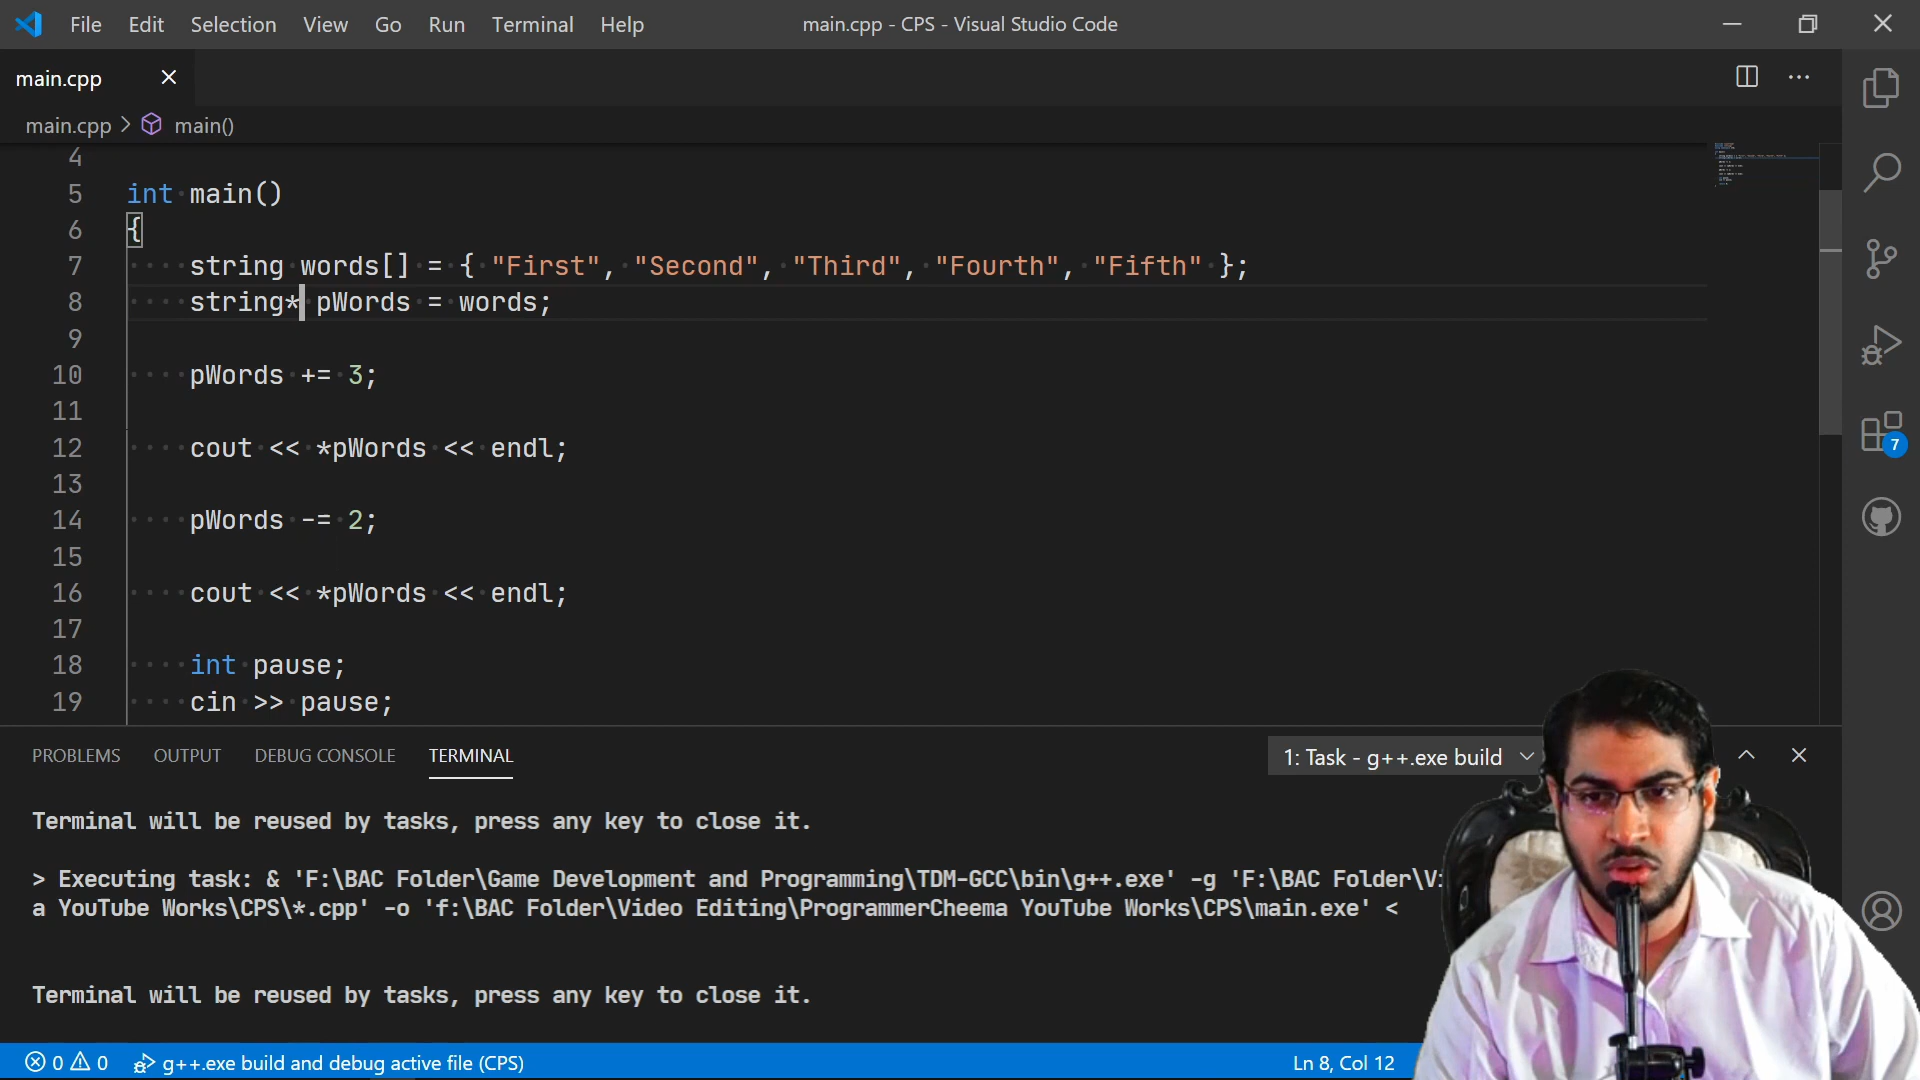 File Edit Selection View Go Run Terminal Help main.cpp - CPS - Visual Studio Code
main.cpp
main.cpp > main()
4
5 int main()
6 {
7 string words[] = { "First", "Second", "Third", "Fourth", "Fifth" };
8 string* pWords = words;
9
10 pWords += 3;
11
12 cout << *pWords << endl;
13
14 pWords -= 2;
15
16 cout << *pWords << endl;
17
18 int pause;
19 cin >> pause;
7
PROBLEMS OUTPUT DEBUG CONSOLE TERMINAL 1: Task - g++.exe build
Terminal will be reused by tasks, press any key to close it.
> Executing task: & 'F:\BAC Folder\Game Development and Programming\TDM-GCC\bin\g++.exe' -g 'F:\BAC Folder\Vi
a YouTube Works\CPS\*.cpp' -o 'f:\BAC Folder\Video Editing\ProgrammerCheema YouTube Works\CPS\main.exe' <
Terminal will be reused by tasks, press any key to close it.
0 0 g++.exe build and debug active file (CPS) Ln 8, Col 12